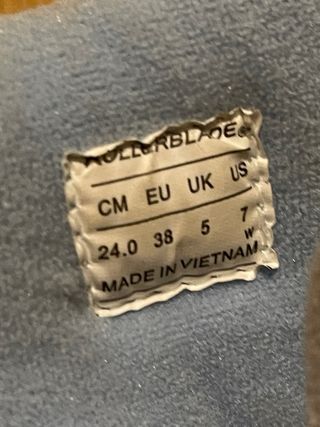 ROLLERBLADE®
CM EU UK US
24.0 38 5 7
W
MADE IN VIETNAM